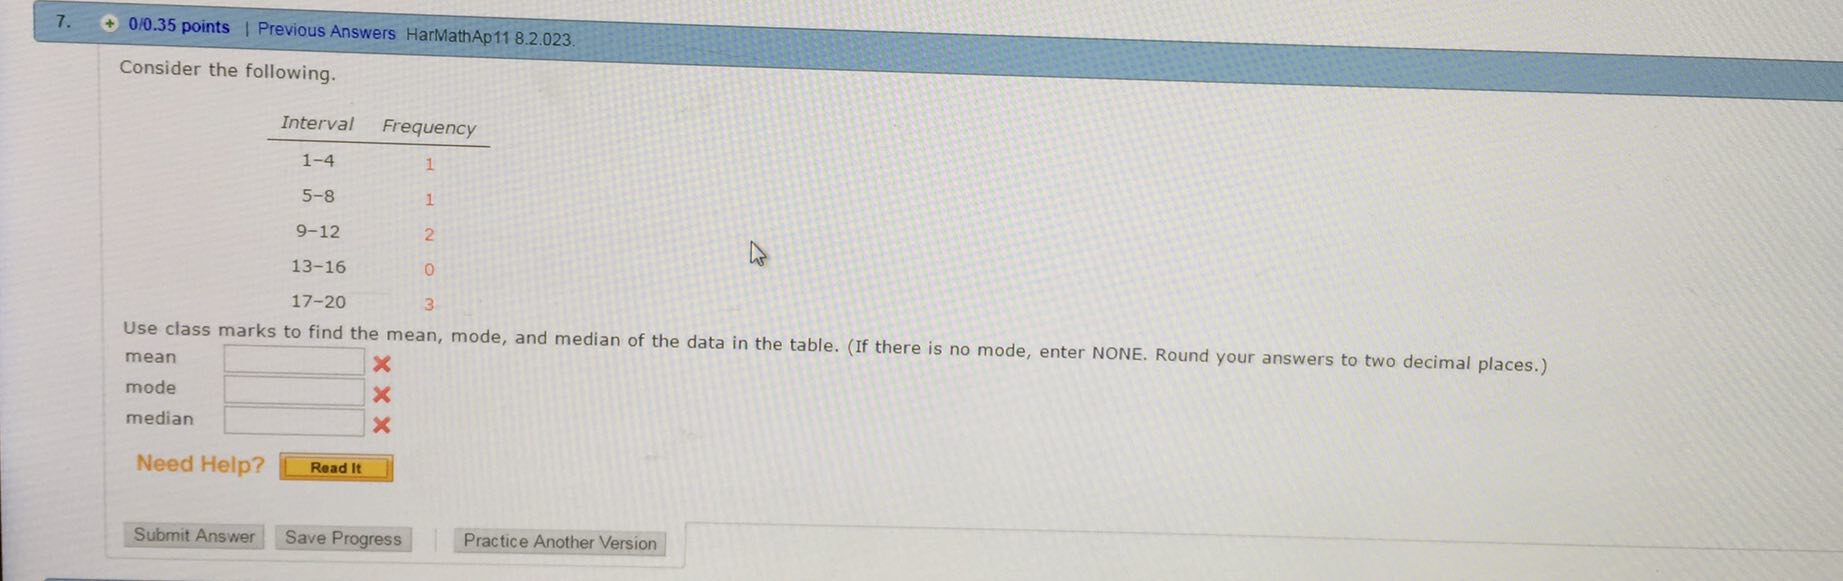 7. 0/0.35 points | Previous Answers HarMathAp11 8.2.023.
Consider the following.
Interval Frequency
1-4 1
5-8 1
9-12 2
13-16 0
17-20 3
Use class marks to find the mean, mode, and median of the data in the table. (If there is no mode, enter NONE. Round your answers to two decimal places.)
mean
mode
median
Need Help? Read It
Submit Answer Save Progress Practice Another Version